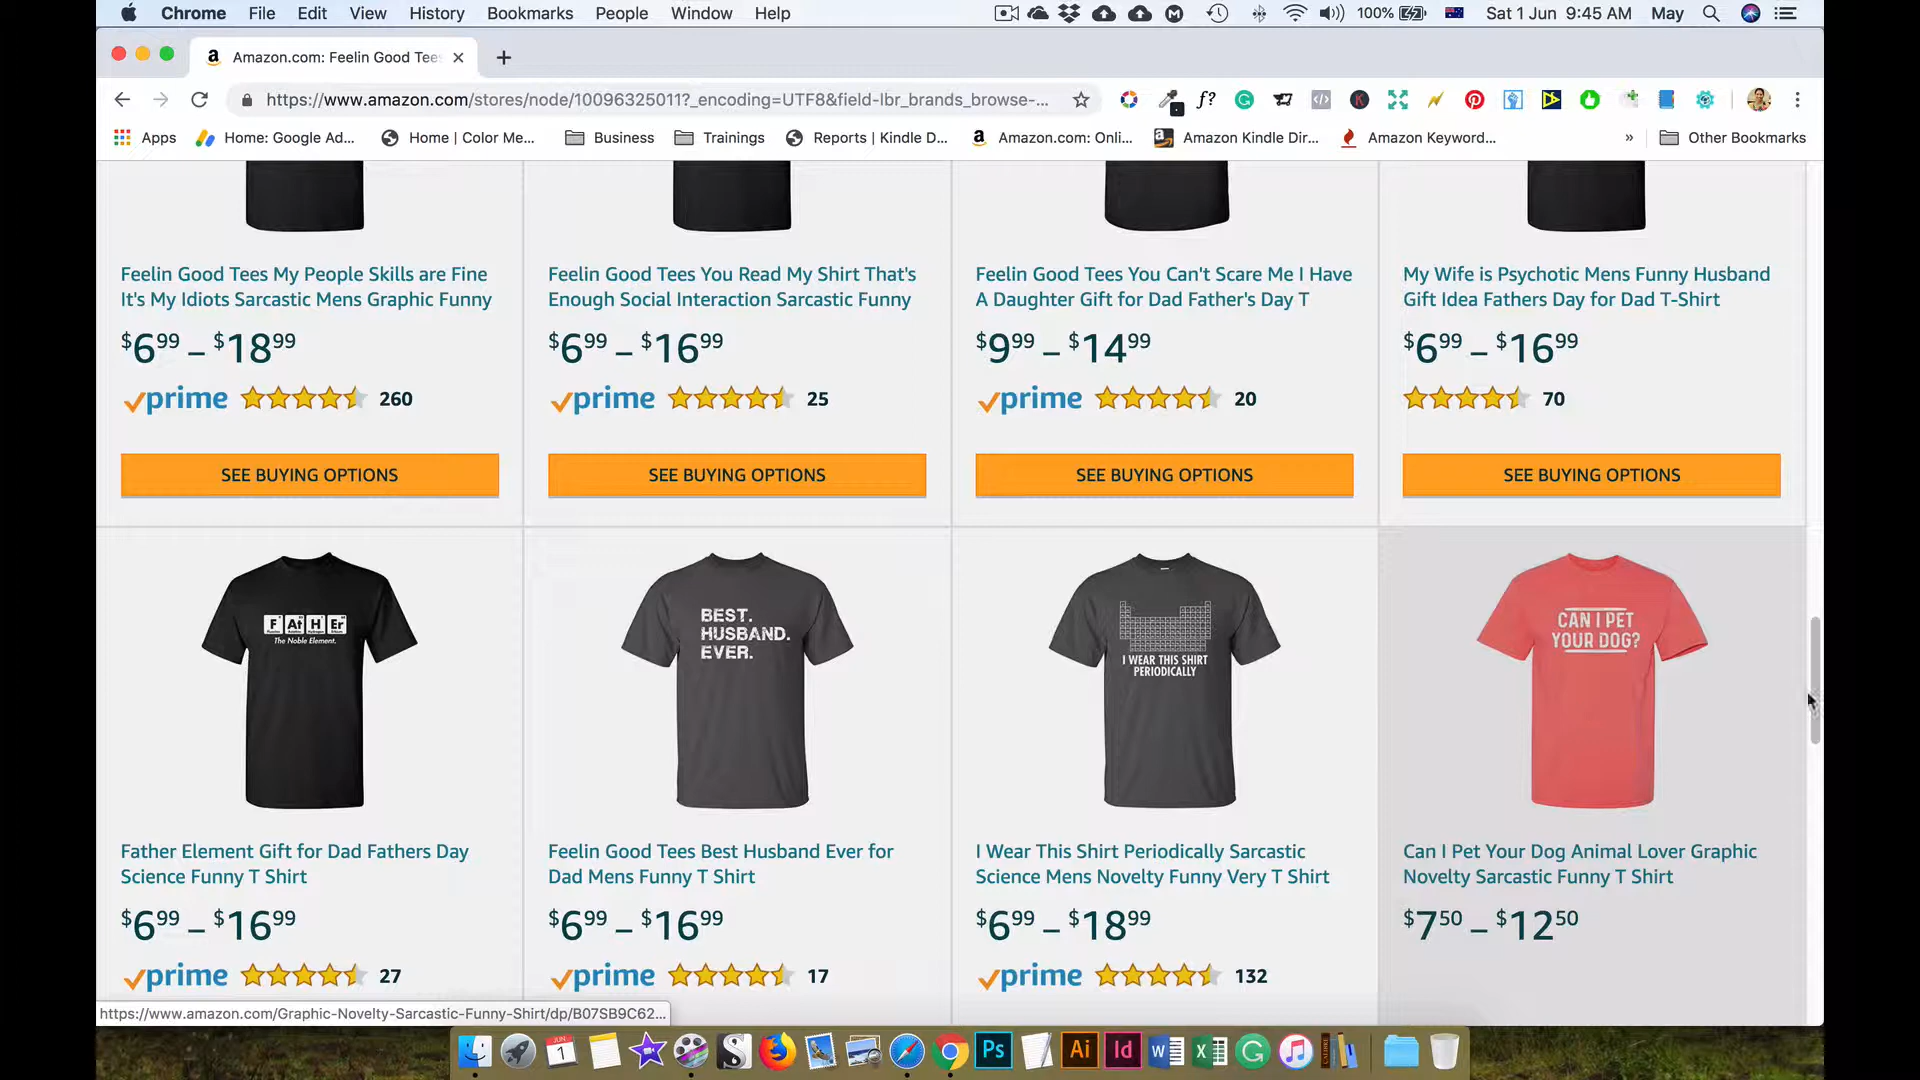 Chrome File Edit View History Bookmarks People Window Help 100% Sat 1 Jun 9:45 AM May
Amazon.com: Feelin Good Tees
https://www.amazon.com/stores/node/10096325011?_encoding=UTF8&field-lbr_brands_browse-...
Apps Home: Google Ad... Home | Color Me... Business Trainings Reports | Kindle D... Amazon.com: Onli... Amazon Kindle Dir... Amazon Keyword... » Other Bookmarks
Feelin Good Tees My People Skills are Fine
It's My Idiots Sarcastic Mens Graphic Funny
$6.99 – $18.99
prime 260
SEE BUYING OPTIONS
Feelin Good Tees You Read My Shirt That's
Enough Social Interaction Sarcastic Funny
$6.99 – $16.99
prime 25
SEE BUYING OPTIONS
Feelin Good Tees You Can't Scare Me I Have
A Daughter Gift for Dad Father's Day T
$9.99 – $14.99
prime 20
SEE BUYING OPTIONS
My Wife is Psychotic Mens Funny Husband
Gift Idea Fathers Day for Dad T-Shirt
$6.99 – $16.99
70
SEE BUYING OPTIONS
F At H Er
The Noble Element.
Father Element Gift for Dad Fathers Day
Science Funny T Shirt
$6.99 – $16.99
prime 27
BEST.
HUSBAND.
EVER.
Feelin Good Tees Best Husband Ever for
Dad Mens Funny T Shirt
$6.99 – $16.99
prime 17
I WEAR THIS SHIRT
PERIODICALLY
I Wear This Shirt Periodically Sarcastic
Science Mens Novelty Funny Very T Shirt
$6.99 – $18.99
prime 132
CAN I PET
YOUR DOG?
Can I Pet Your Dog Animal Lover Graphic
Novelty Sarcastic Funny T Shirt
$7.50 – $12.50
https://www.amazon.com/Graphic-Novelty-Sarcastic-Funny-Shirt/dp/B07SB9C62...
JUN
1
Ps Ai Id